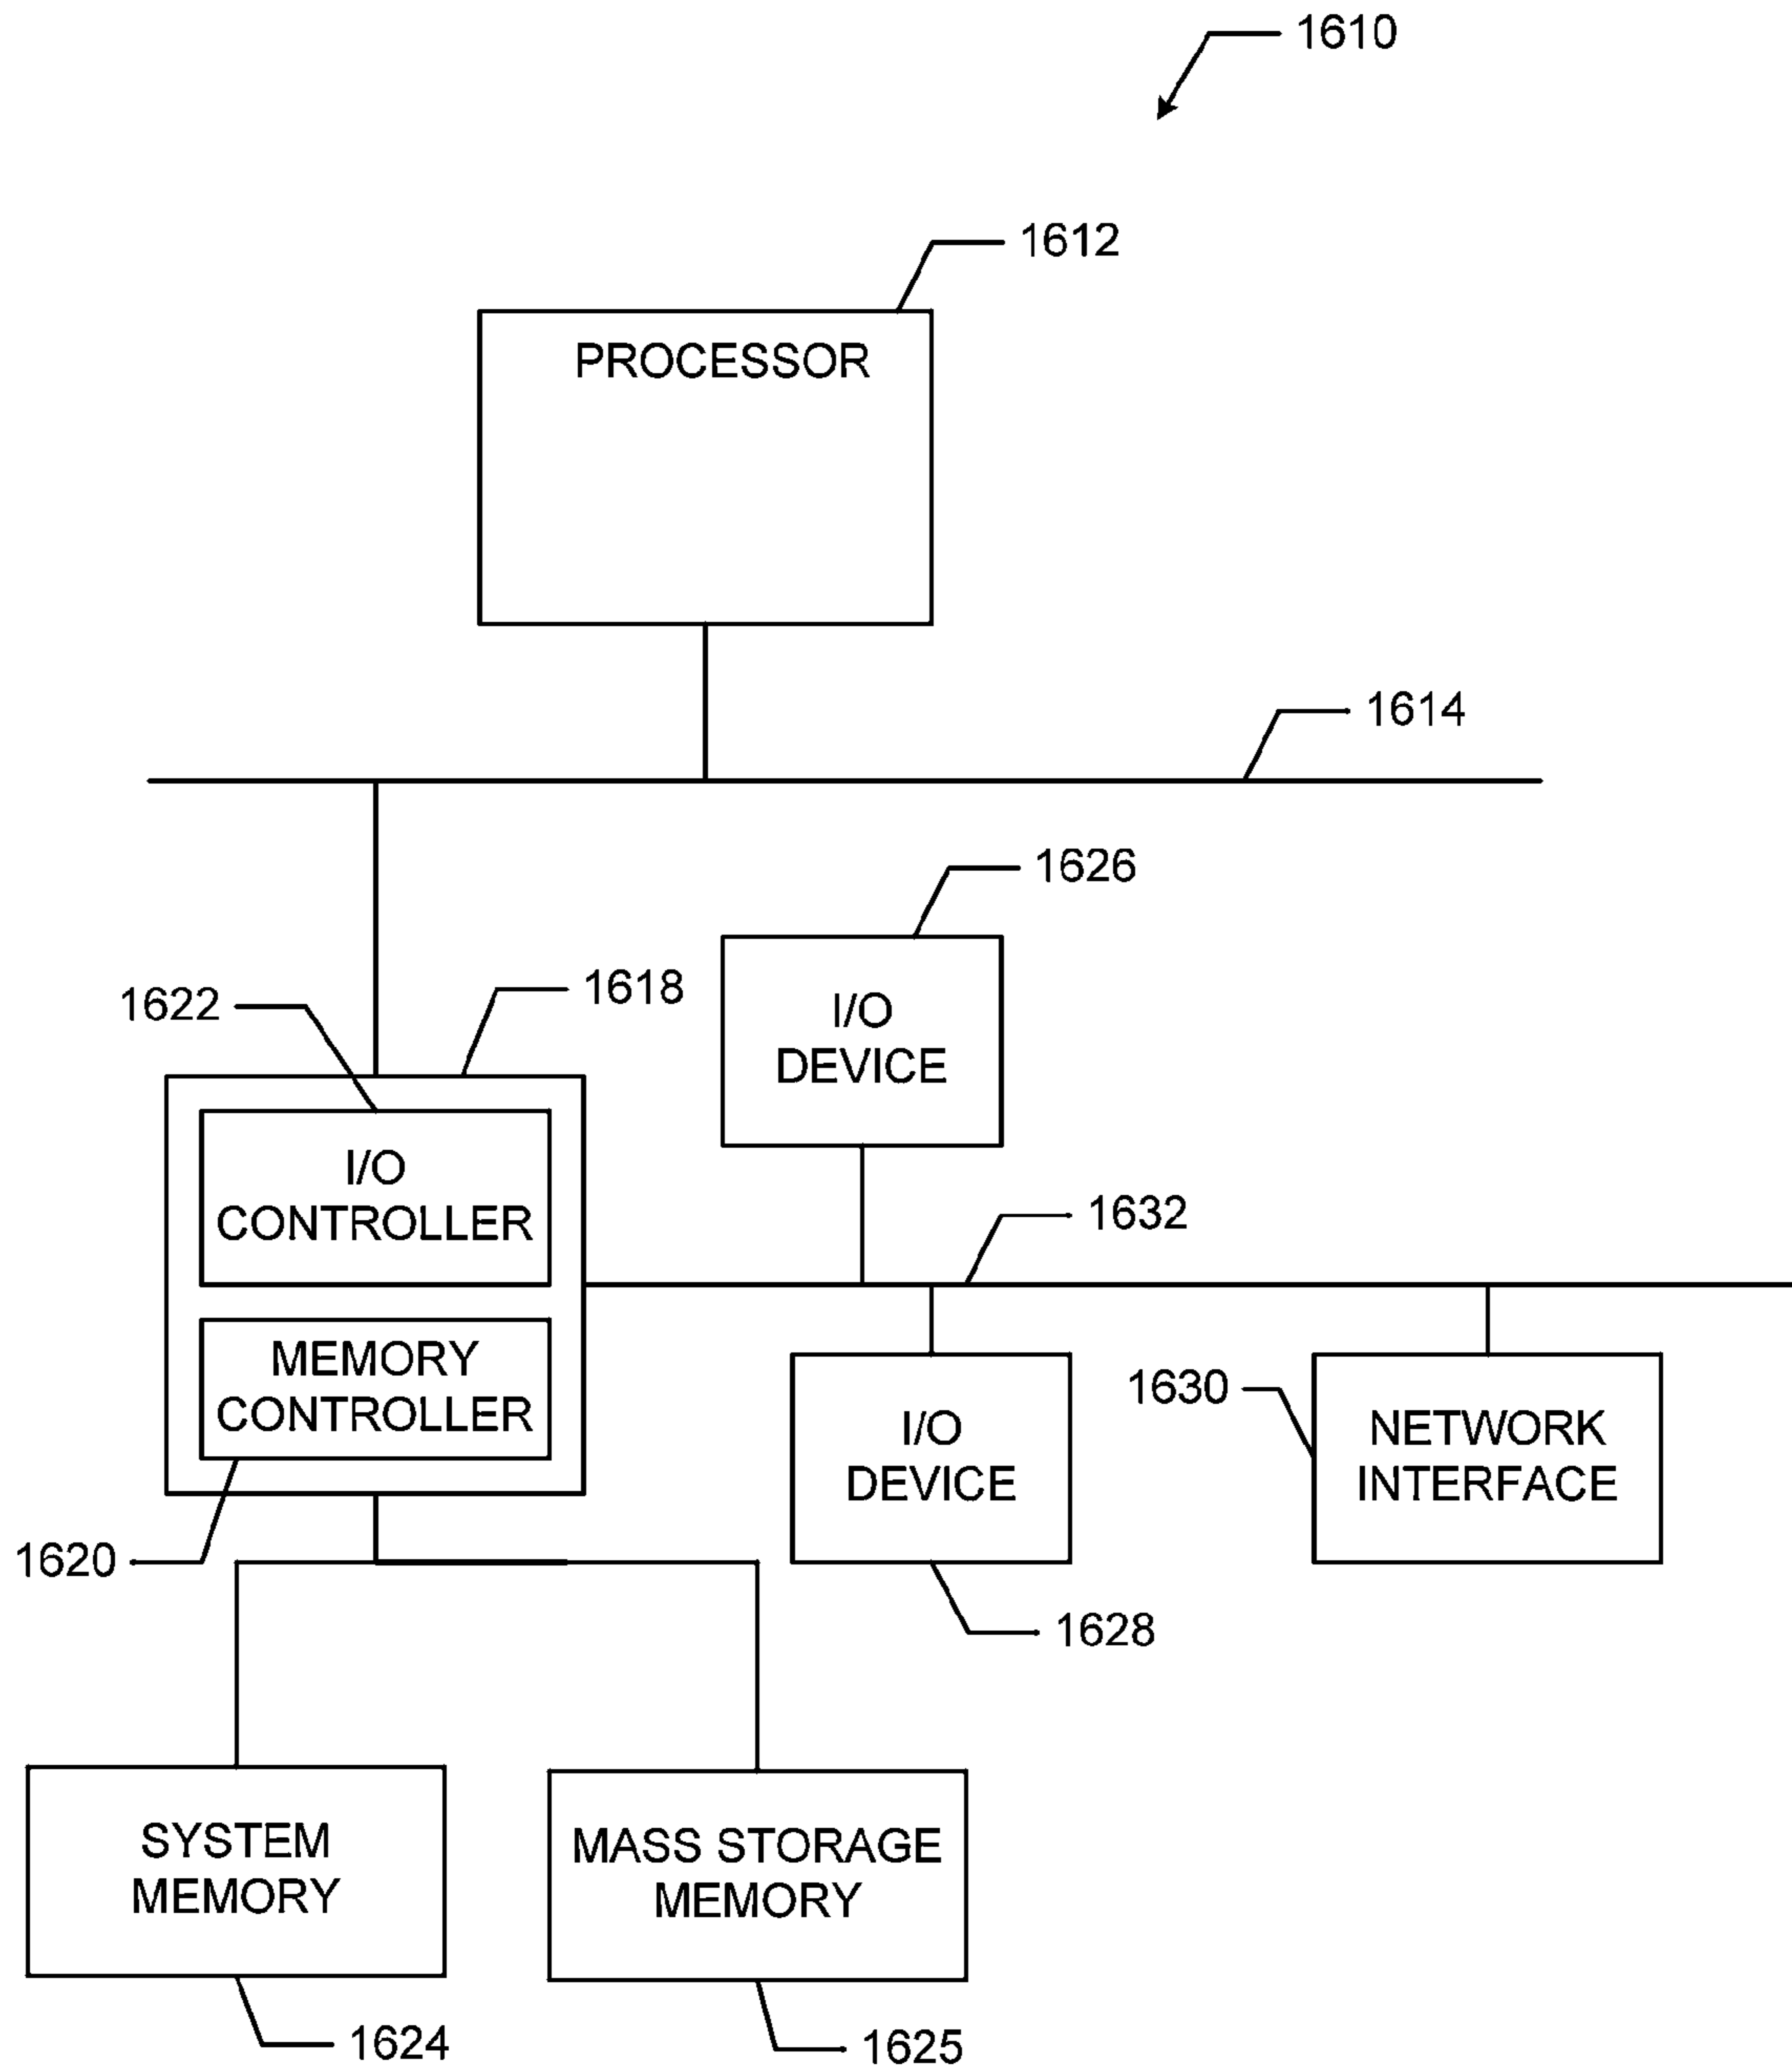 1610
1612
PROCESSOR
1614
1626
I/O
DEVICE
1622
1618
I/O
CONTROLLER
1632
MEMORY
CONTROLLER
1620
I/O
DEVICE
1628
1630
NETWORK
INTERFACE
SYSTEM
MEMORY
1624
MASS STORAGE
MEMORY
1625